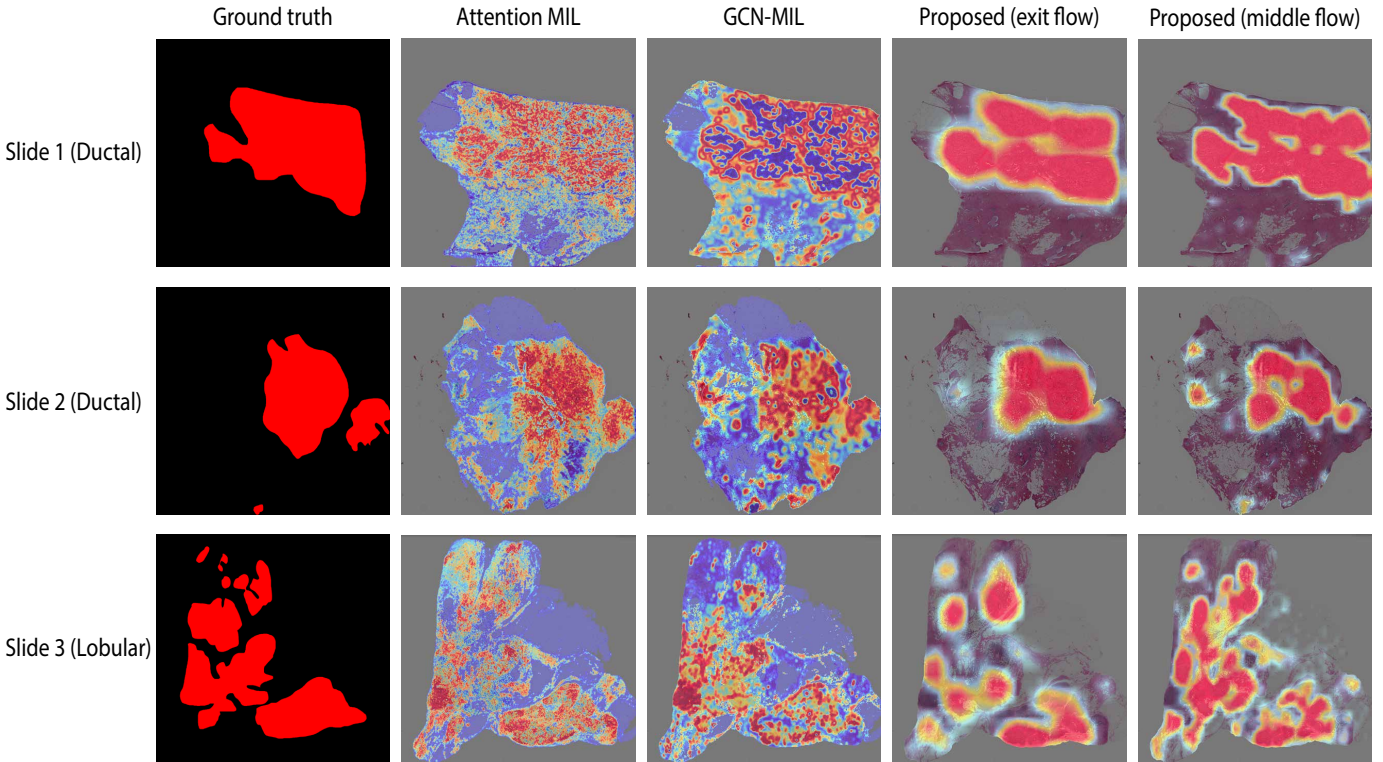 Ground truth
Attention MIL
GCN-MIL
Proposed (exit flow)
Proposed (middle flow)
Slide 1 (Ductal)
Slide 2 (Ductal)
Slide 3 (Lobular)